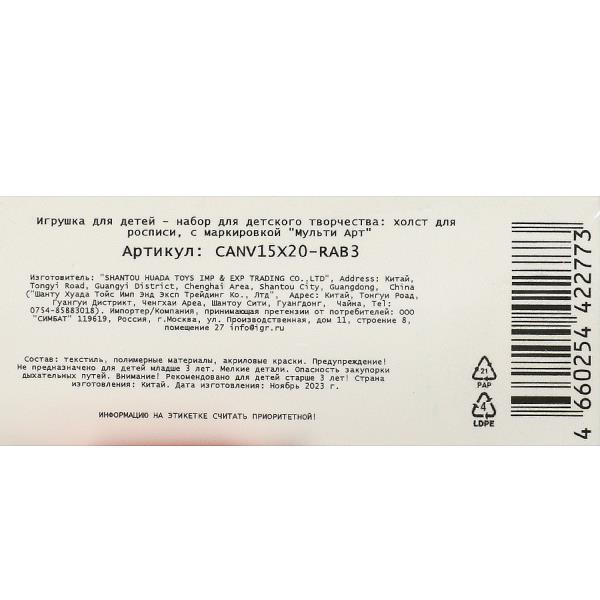 Игрушка для детей – набор для детского творчества: холст для
росписи, с маркировкой "Мульти Арт"
Артикул: CANV15X20-RAB3
Изготовитель: "SHANTOU HUADA TOYS IMP & EXP TRADING CO.,LTD", Address: Китай,
Tongyi Road, Guangyi District, Chenghai Area, Shantou City, Guangdong, China
("Шанту Хуада Тойс Имп Энд Эксп Трейдинг Ко., Лтд", Адрес: Китай, Тонгуи Роад,
Гуангуи Дистрикт, Ченгхаи Ареа, Шантоу Сити, Гуангдонг, Чайна, Tel:
0754-85883018). Импортер/Компания, принимающая претензии от потребителей: ООО
"СИМБАТ" 119619, Россия, г.Москва, ул. Производственная, дом 11, строение 8,
помещение 27 info@igr.ru
Состав: текстиль, полимерные материалы, акриловые краски. Предупреждение!
Не предназначено для детей младше 3 лет. Мелкие детали. Опасность закупорки
дыхательных путей. Внимание! Рекомендовано для детей старше 3 лет! Страна
изготовления: Китай. Дата изготовления: Ноябрь 2023 г.
ИНФОРМАЦИЮ НА ЭТИКЕТКЕ СЧИТАТЬ ПРИОРИТЕТНОЙ!
21
PAP
4
LDPE
4 660254 422773